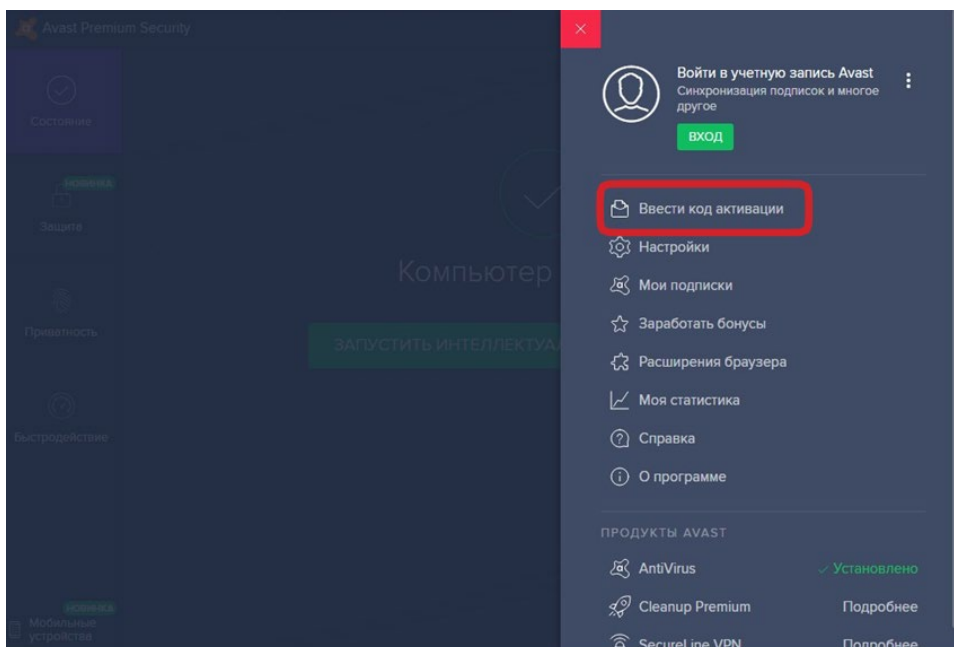 Avast Premium Security
Состояние
НОВИНКА
Защита
Приватность
Быстродействие
НОВИНКА
Мобильные
устройства
Компьютер
ЗАПУСТИТЬ ИНТЕЛЛЕКТУАЛ
Войти в учетную запись Avast
Синхронизация подписок и многое
другое
ВХОД
Ввести код активации
Настройки
Мои подписки
Заработать бонусы
Расширения браузера
Моя статистика
Справка
О программе
ПРОДУКТЫ AVAST
AntiVirus Установлено
Cleanup Premium Подробнее
SecureLine VPN Подробнее